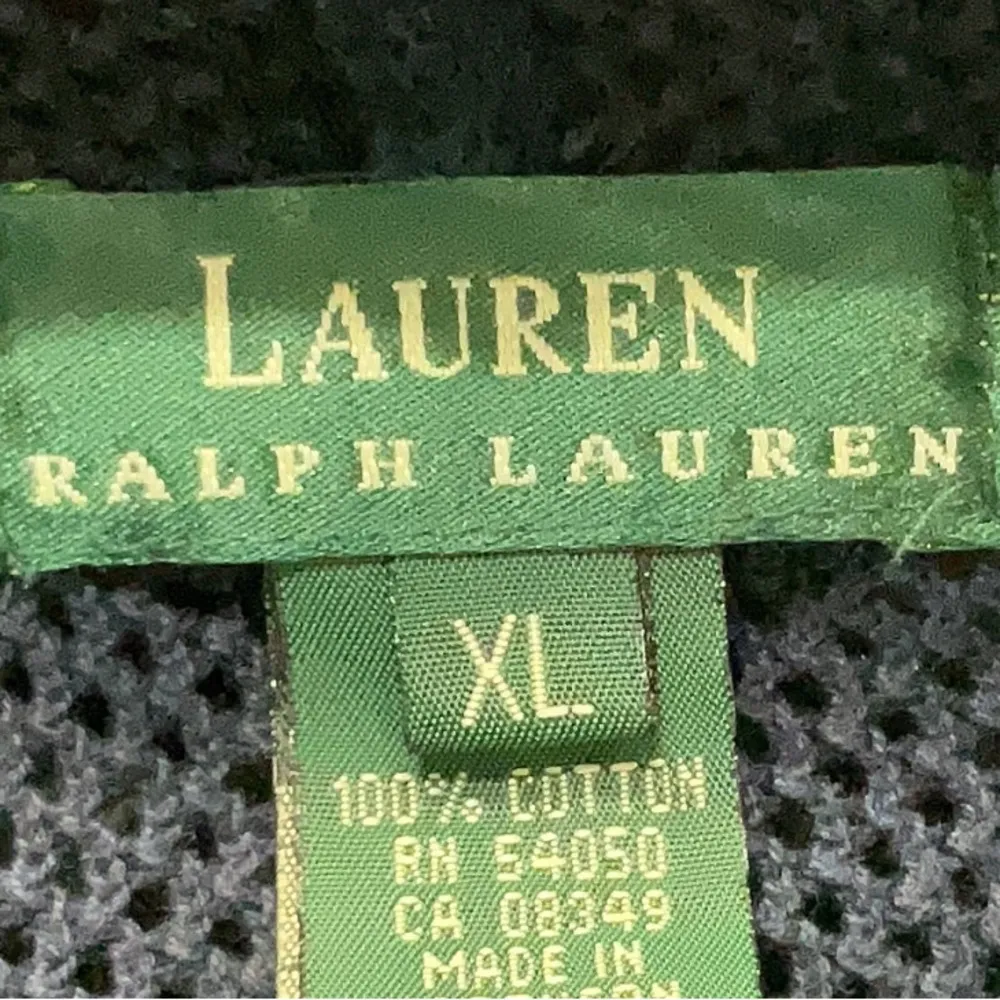 LAUREN
RALPH LAUREN
XL
100% COTTON
RN 54050
CA 08349
MADE IN